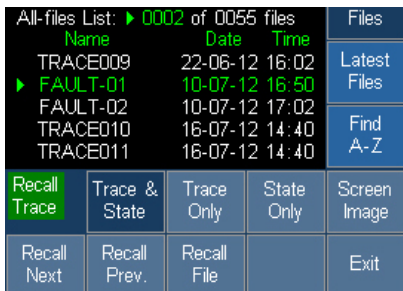 All-files List: ▶ 0002 of 0055 files
Files
Name Date Time
TRACE009 22-06-12 16:02
▶ FAULT-01 10-07-12 16:50
FAULT-02 10-07-12 17:02
TRACE010 16-07-12 14:40
TRACE011 16-07-12 14:40
Latest
Files
Find
A-Z
Recall
Trace
Trace &
State
Trace
Only
State
Only
Screen
Image
Recall
Next
Recall
Prev.
Recall
File
Exit